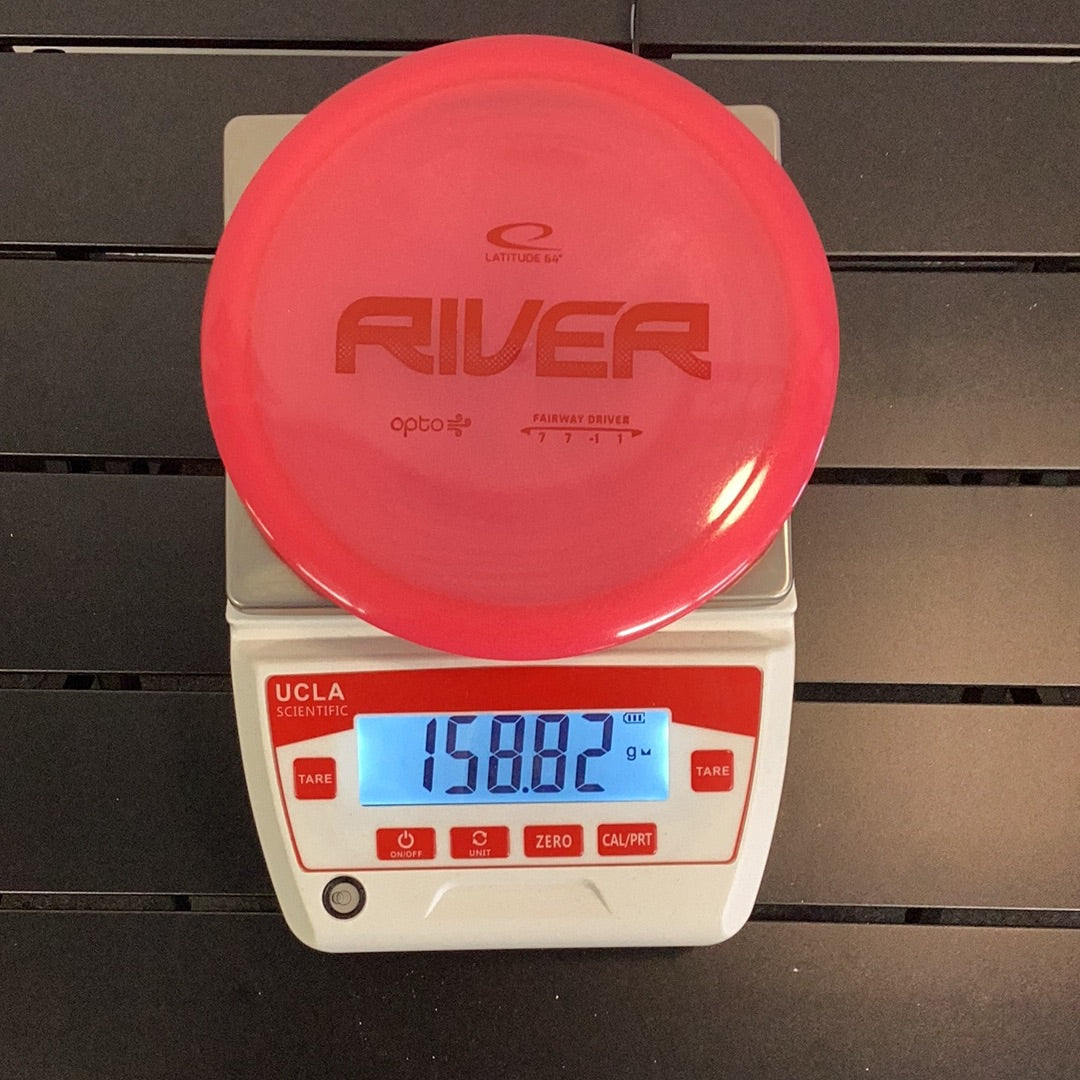 LATITUDE 64°
RIVER
opto
FAIRWAY DRIVER
7 7 -1 1
UCLA
SCIENTIFIC
158.82 g
TARE
TARE
ON/OFF
UNIT
ZERO
CAL/PRT